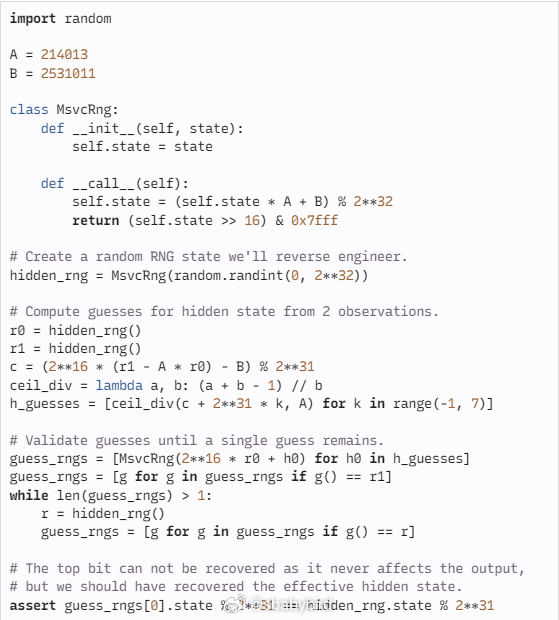 import random

A = 214013
B = 2531011

class MsvcRng:
    def __init__(self, state):
        self.state = state

    def __call__(self):
        self.state = (self.state * A + B) % 2**32
        return (self.state >> 16) & 0x7fff

# Create a random RNG state we'll reverse engineer.
hidden_rng = MsvcRng(random.randint(0, 2**32))

# Compute guesses for hidden state from 2 observations.
r0 = hidden_rng()
r1 = hidden_rng()
c = (2**16 * (r1 - A * r0) - B) % 2**31
ceil_div = lambda a, b: (a + b - 1) // b
h_guesses = [ceil_div(c + 2**31 * k, A) for k in range(-1, 7)]

# Validate guesses until a single guess remains.
guess_rngs = [MsvcRng(2**16 * r0 + h0) for h0 in h_guesses]
guess_rngs = [g for g in guess_rngs if g() == r1]
while len(guess_rngs) > 1:
    r = hidden_rng()
    guess_rngs = [g for g in guess_rngs if g() == r]

# The top bit can not be recovered as it never affects the output,
# but we should have recovered the effective hidden state.
assert guess_rngs[0].state % 2**31 == hidden_rng.state % 2**31